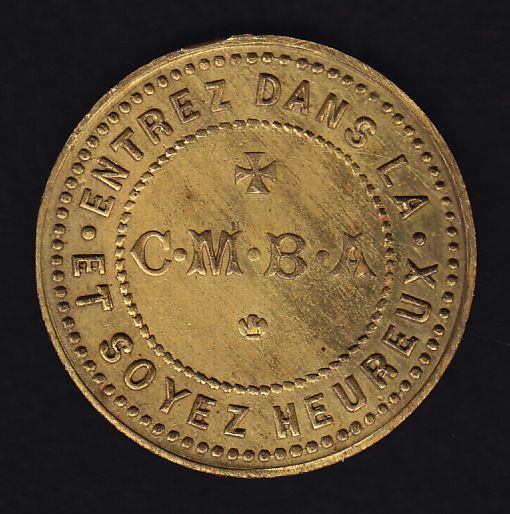 ENTREZ DANS LA
C·M·B·A
· ET SOYEZ HEUREUX ·